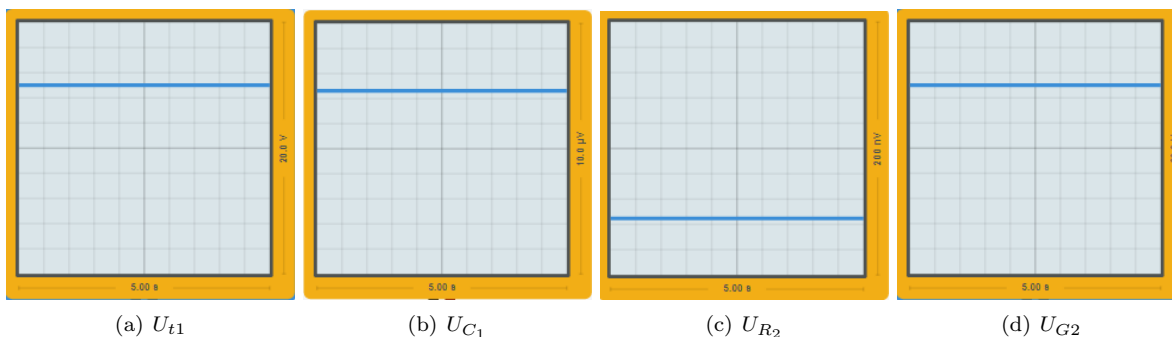 20.0 V
5.00 в
(a) U_{t1}
10.0 µV
5.00 в
(b) U_{C_1}
200 nV
5.00 в
(c) U_{R_2}
5.00 в
(d) U_{G2}